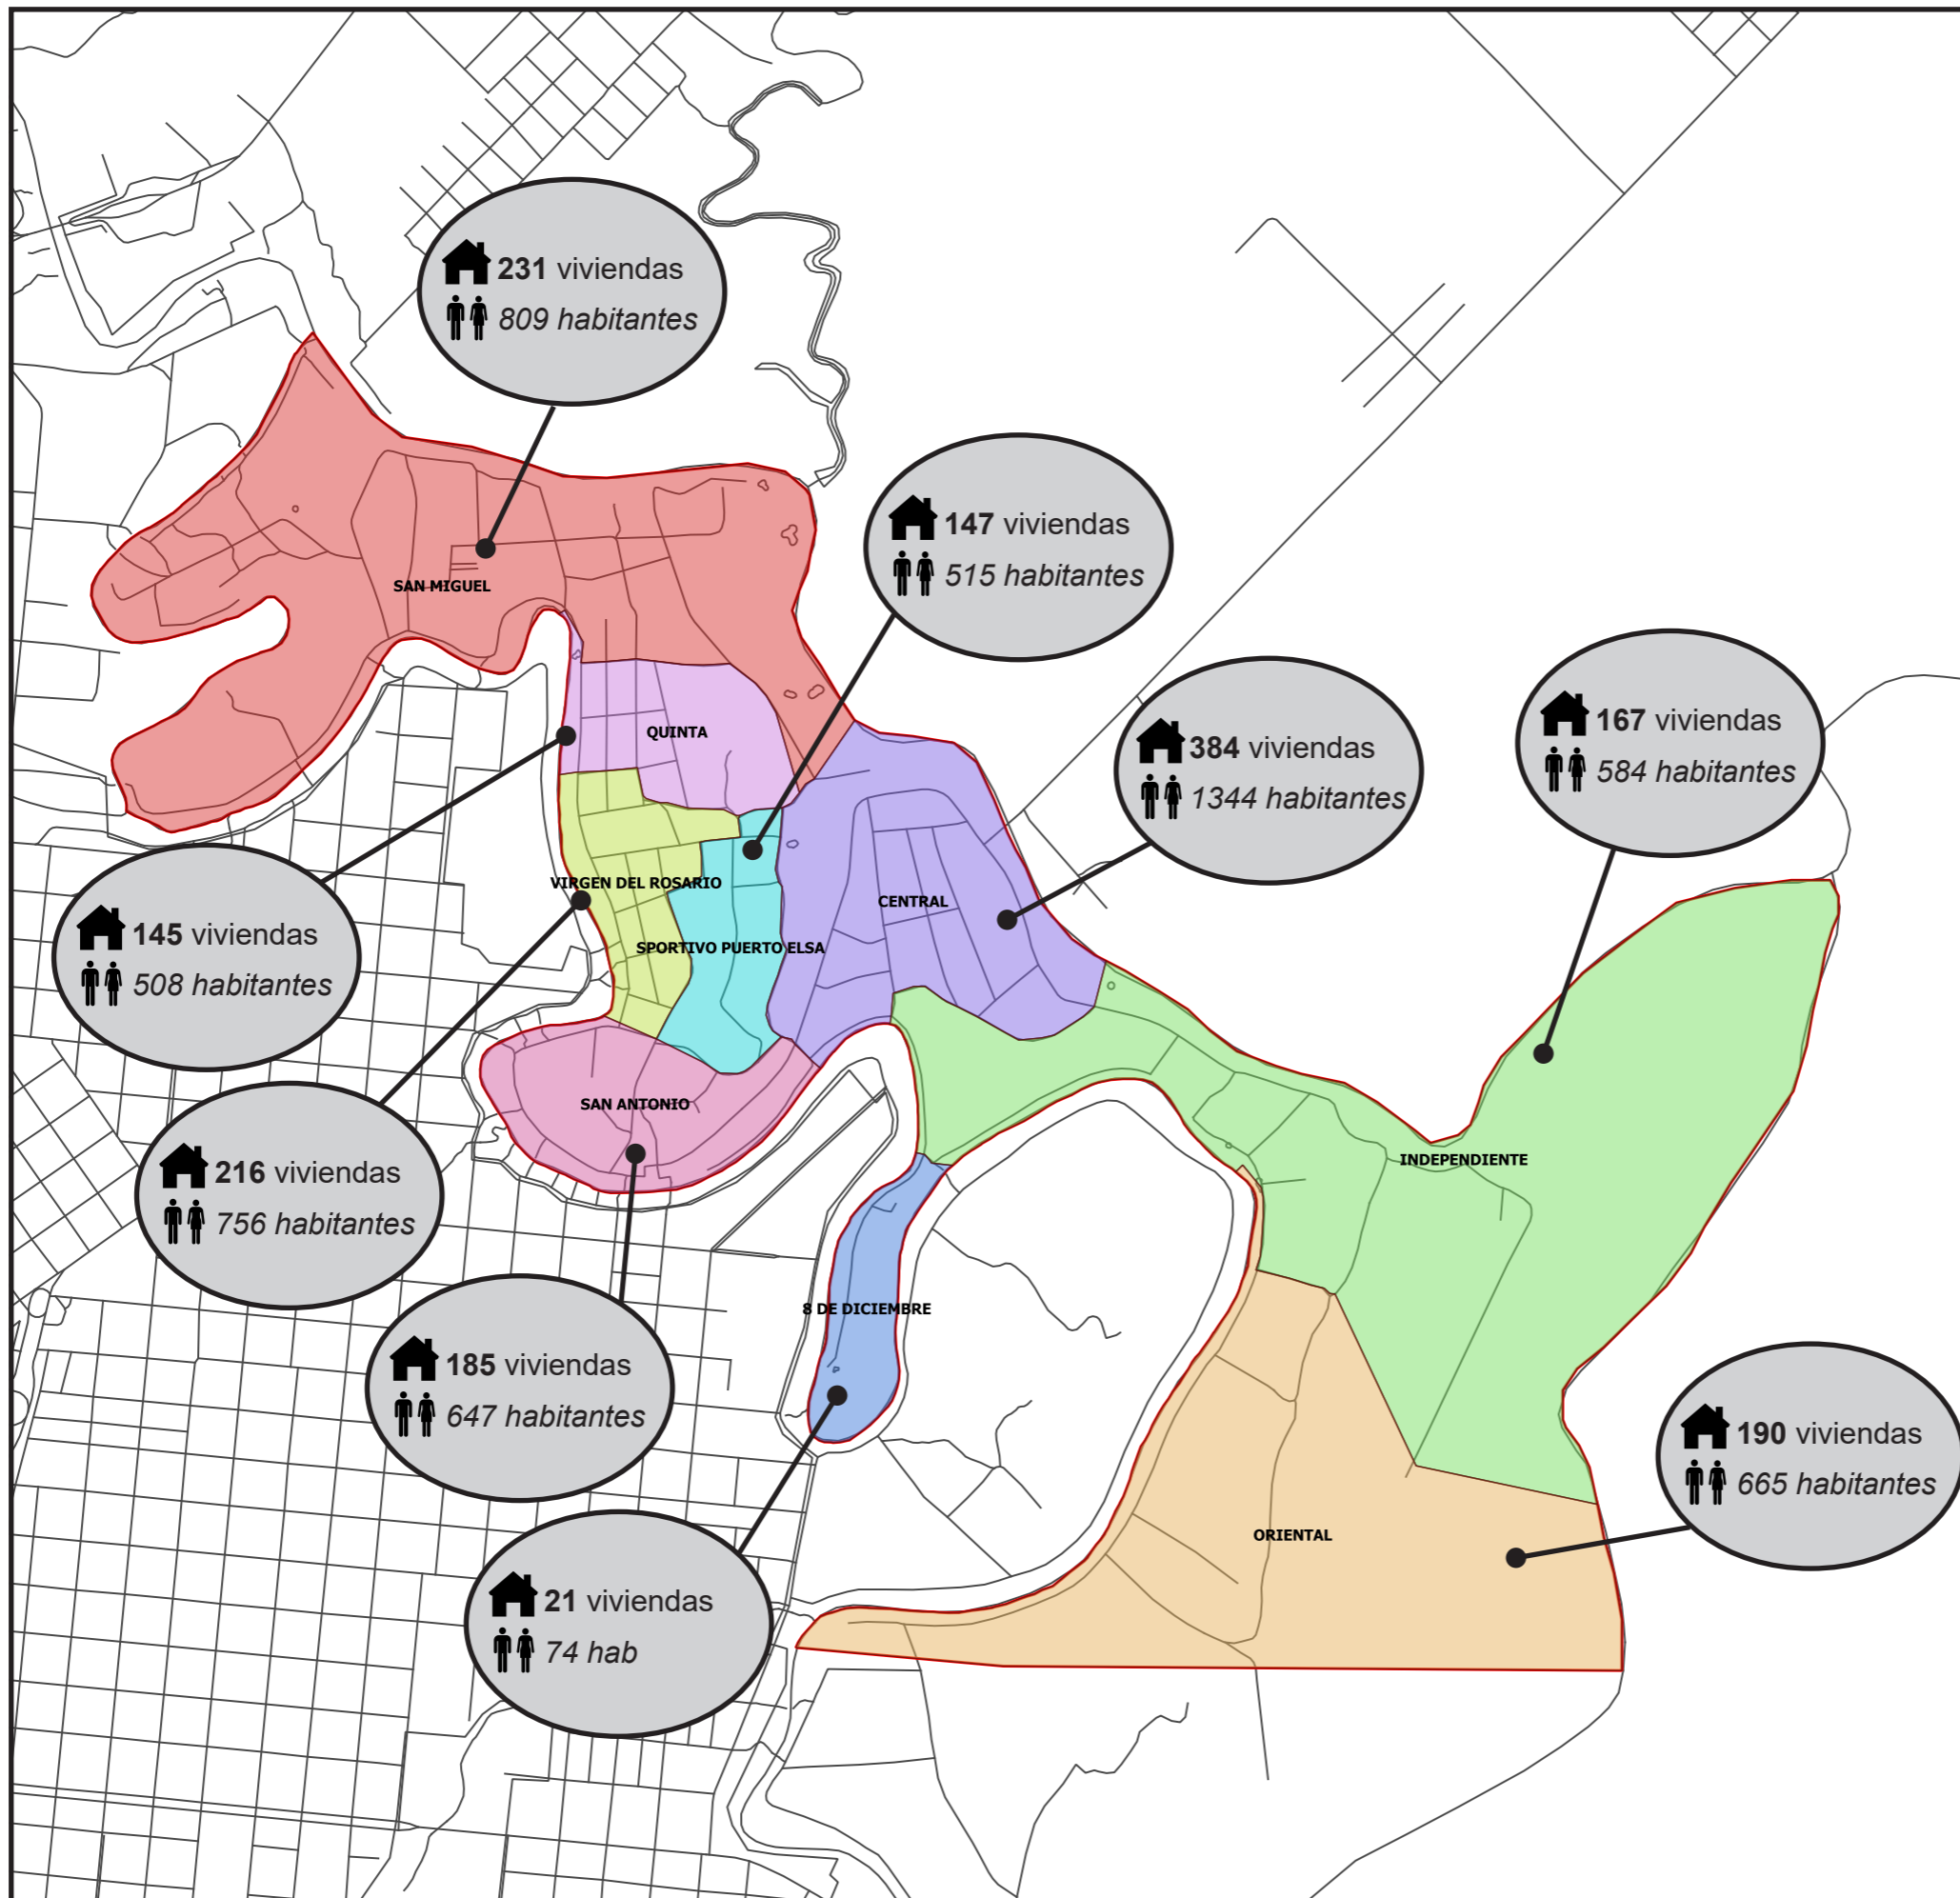 231 viviendas
809 habitantes
147 viviendas
515 habitantes
SAN MIGUEL
167 viviendas
584 habitantes
384 viviendas
1344 habitantes
QUINTA
VIRGEN DEL ROSARIO
CENTRAL
145 viviendas
508 habitantes
SPORTIVO PUERTO ELSA
SAN ANTONIO
INDEPENDIENTE
216 viviendas
756 habitantes
8 DE DICIEMBRE
185 viviendas
647 habitantes
190 viviendas
665 habitantes
ORIENTAL
21 viviendas
74 hab